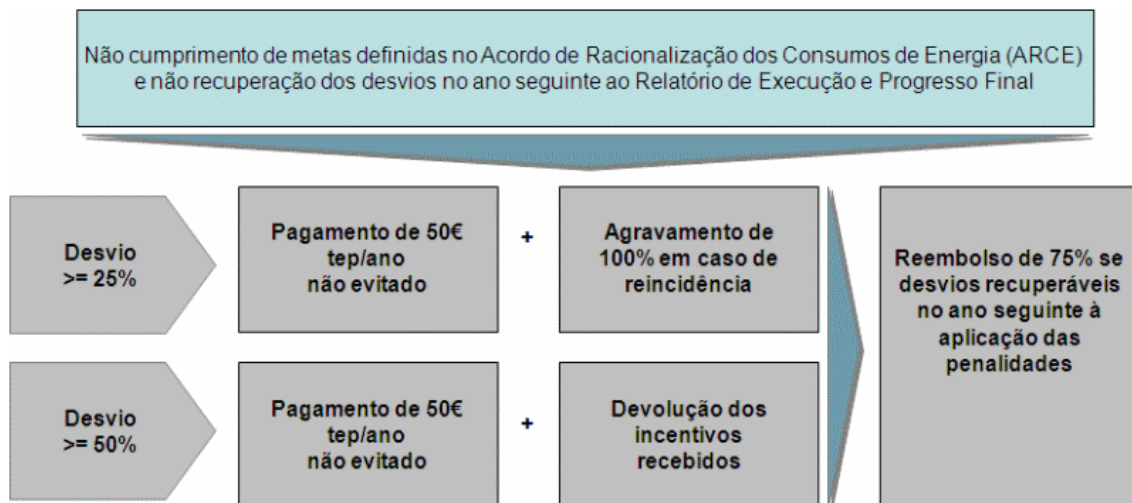 Não cumprimento de metas definidas no Acordo de Racionalização dos Consumos de Energia (ARCE)
e não recuperação dos desvios no ano seguinte ao Relatório de Execução e Progresso Final
Desvio
>= 25%
Pagamento de 50€
tep/ano
não evitado
+
Agravamento de
100% em caso de
reincidência
Reembolso de 75% se
desvios recuperáveis
no ano seguinte à
aplicação das
penalidades
Desvio
>= 50%
Pagamento de 50€
tep/ano
não evitado
+
Devolução dos
incentivos
recebidos